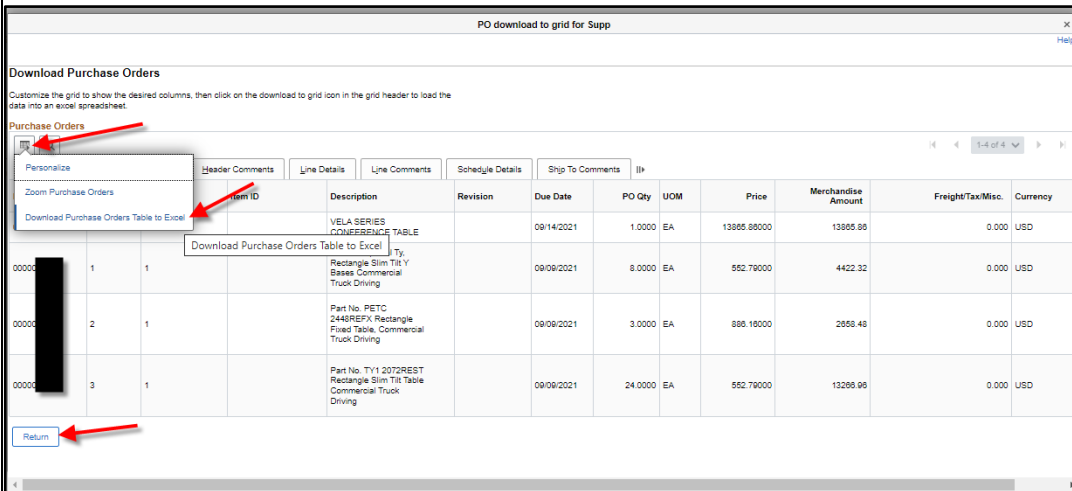 PO download to grid for Supp
×
Help
Download Purchase Orders
Customize the grid to show the desired columns, then click on the download to grid icon in the grid header to load the
data into an excel spreadsheet.
Purchase Orders
1-4 of 4
Personalize
Zoom Purchase Orders
Download Purchase Orders Table to Excel
Header Comments Line Details Line Comments Schedule Details Ship To Comments
Item ID Description Revision Due Date PO Qty UOM Price Merchandise Amount Freight/Tax/Misc. Currency
VELA SERIES
CONFERENCE TABLE
09/14/2021 1.0000 EA 13865.86000 13865.86 0.000 USD
Download Purchase Orders Table to Excel
Ty,
Rectangle Slim Tilt Y
Bases Commercial
Truck Driving
00000 1 1 09/09/2021 8.0000 EA 552.79000 4422.32 0.000 USD
Part No. PETC
2448REFX Rectangle
Fixed Table, Commercial
Truck Driving
00000 2 1 09/09/2021 3.0000 EA 886.16000 2658.48 0.000 USD
Part No. TY1 2072REST
Rectangle Slim Tilt Table
Commercial Truck
Driving
00000 3 1 09/09/2021 24.0000 EA 552.79000 13266.96 0.000 USD
Return